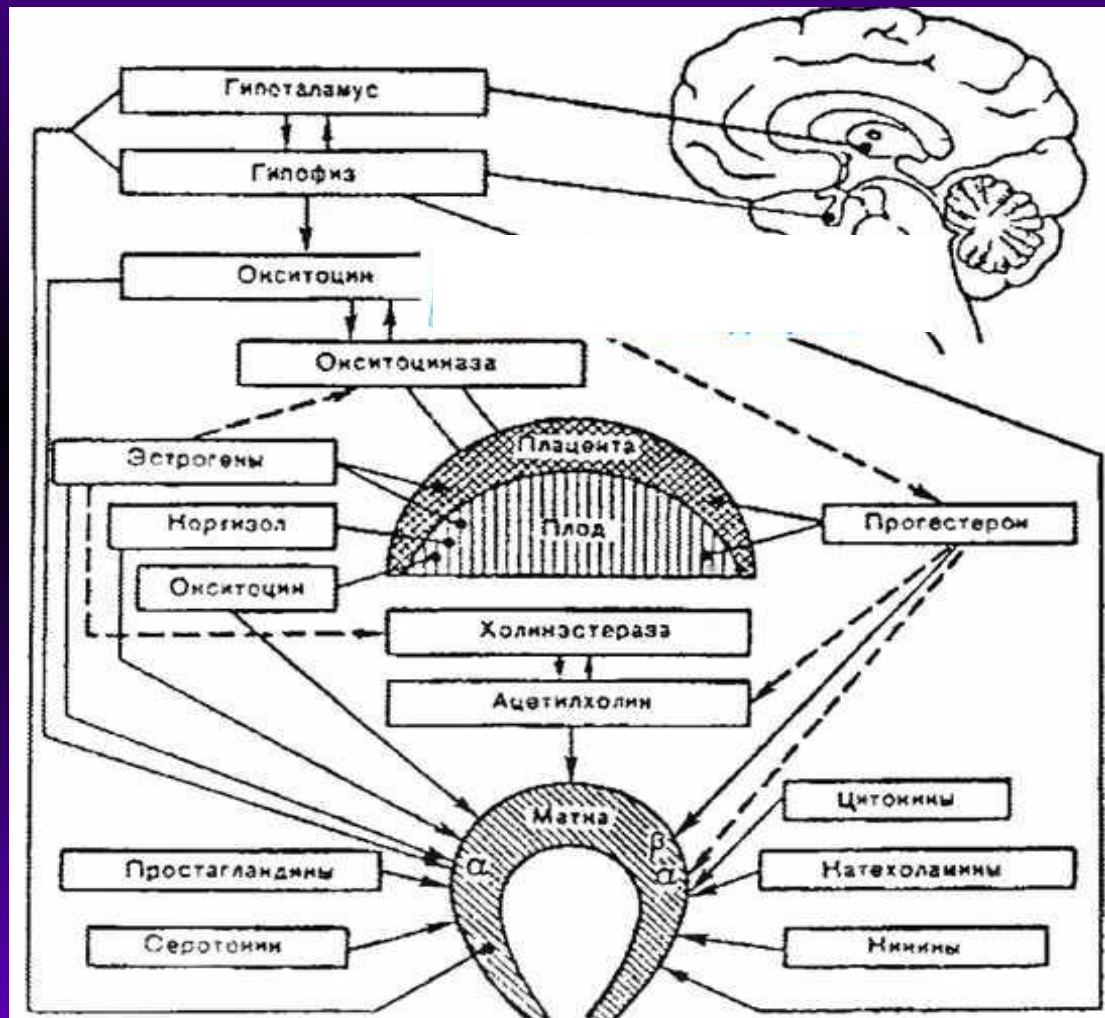 Гипоталамус
Гипофиз
Окситоцин
Окситоциназа
Эстрогены
Плацента
Кортизол
Плод
Прогестерон
Окситоцин
Холинэстераза
Ацетилхолин
Матка
Цитокины
β
α
α
Простагландины
Катехоламины
Серотонин
Кинины